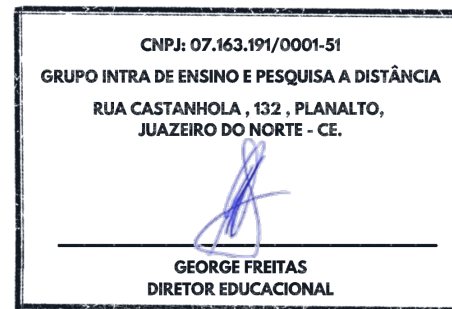 CNPJ: 07.163.191/0001-51
GRUPO INTRA DE ENSINO E PESQUISA A DISTÂNCIA
RUA CASTANHOLA , 132 , PLANALTO,
JUAZEIRO DO NORTE - CE.
GEORGE FREITAS
DIRETOR EDUCACIONAL